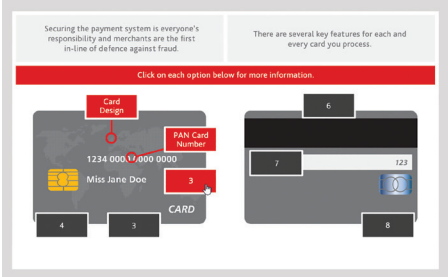 Securing the payment system is everyone's
responsibility and merchants are the first
in-line of defence against fraud.
There are several key features for each and
every card you process.
Click on each option below for more information.
Card
Design
PAN Card
Number
1234 0001 1000 0000
Miss Jane Doe
3
CARD
4
3
6
7
123
8